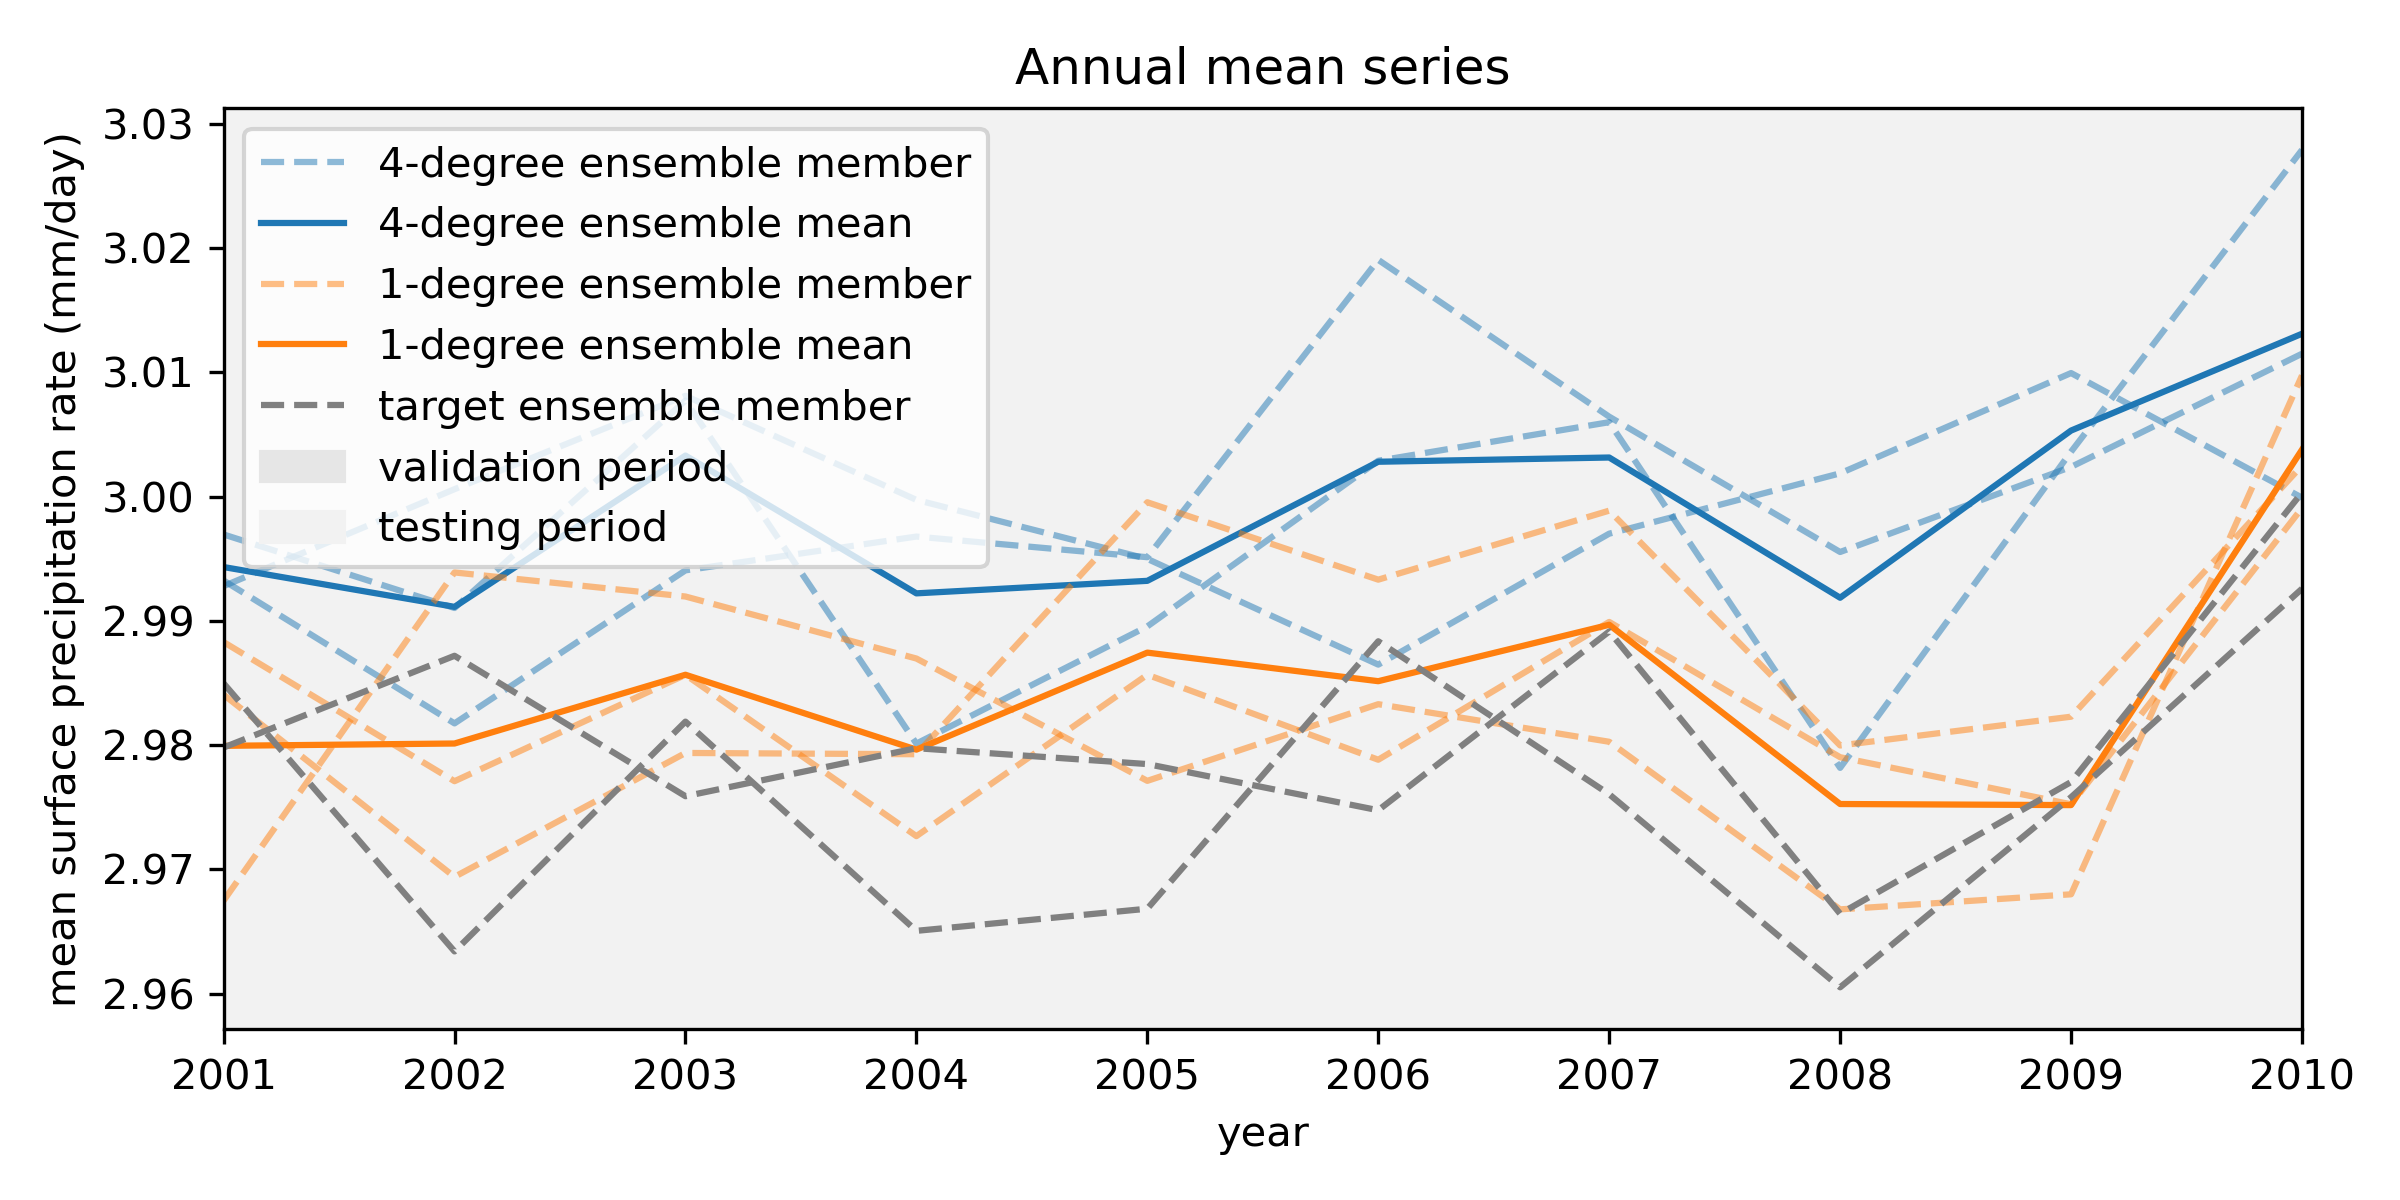 Annual mean series
mean surface precipitation rate (mm/day)
3.03
3.02
3.01
3.00
2.99
2.98
2.97
2.96
4-degree ensemble member
4-degree ensemble mean
1-degree ensemble member
1-degree ensemble mean
target ensemble member
validation period
testing period
2001 2002 2003 2004 2005 2006 2007 2008 2009 2010
year